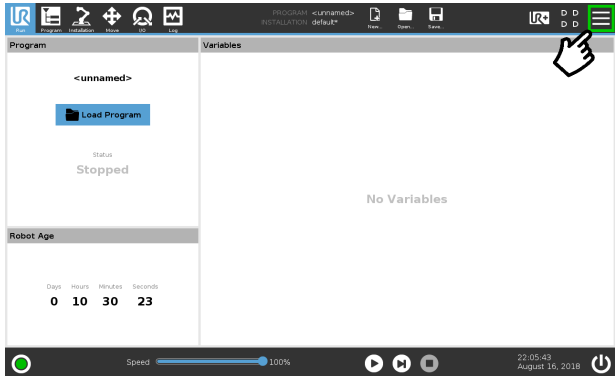 PROGRAM <unnamed>
INSTALLATION default*
New... Open... Save...
UR+
D D
D D
Run Program Installation Move I/O Log
Program
Variables
<unnamed>
Load Program
Status
Stopped
No Variables
Robot Age
Days Hours Minutes Seconds
0 10 30 23
Speed 100%
22:05:43
August 16, 2018